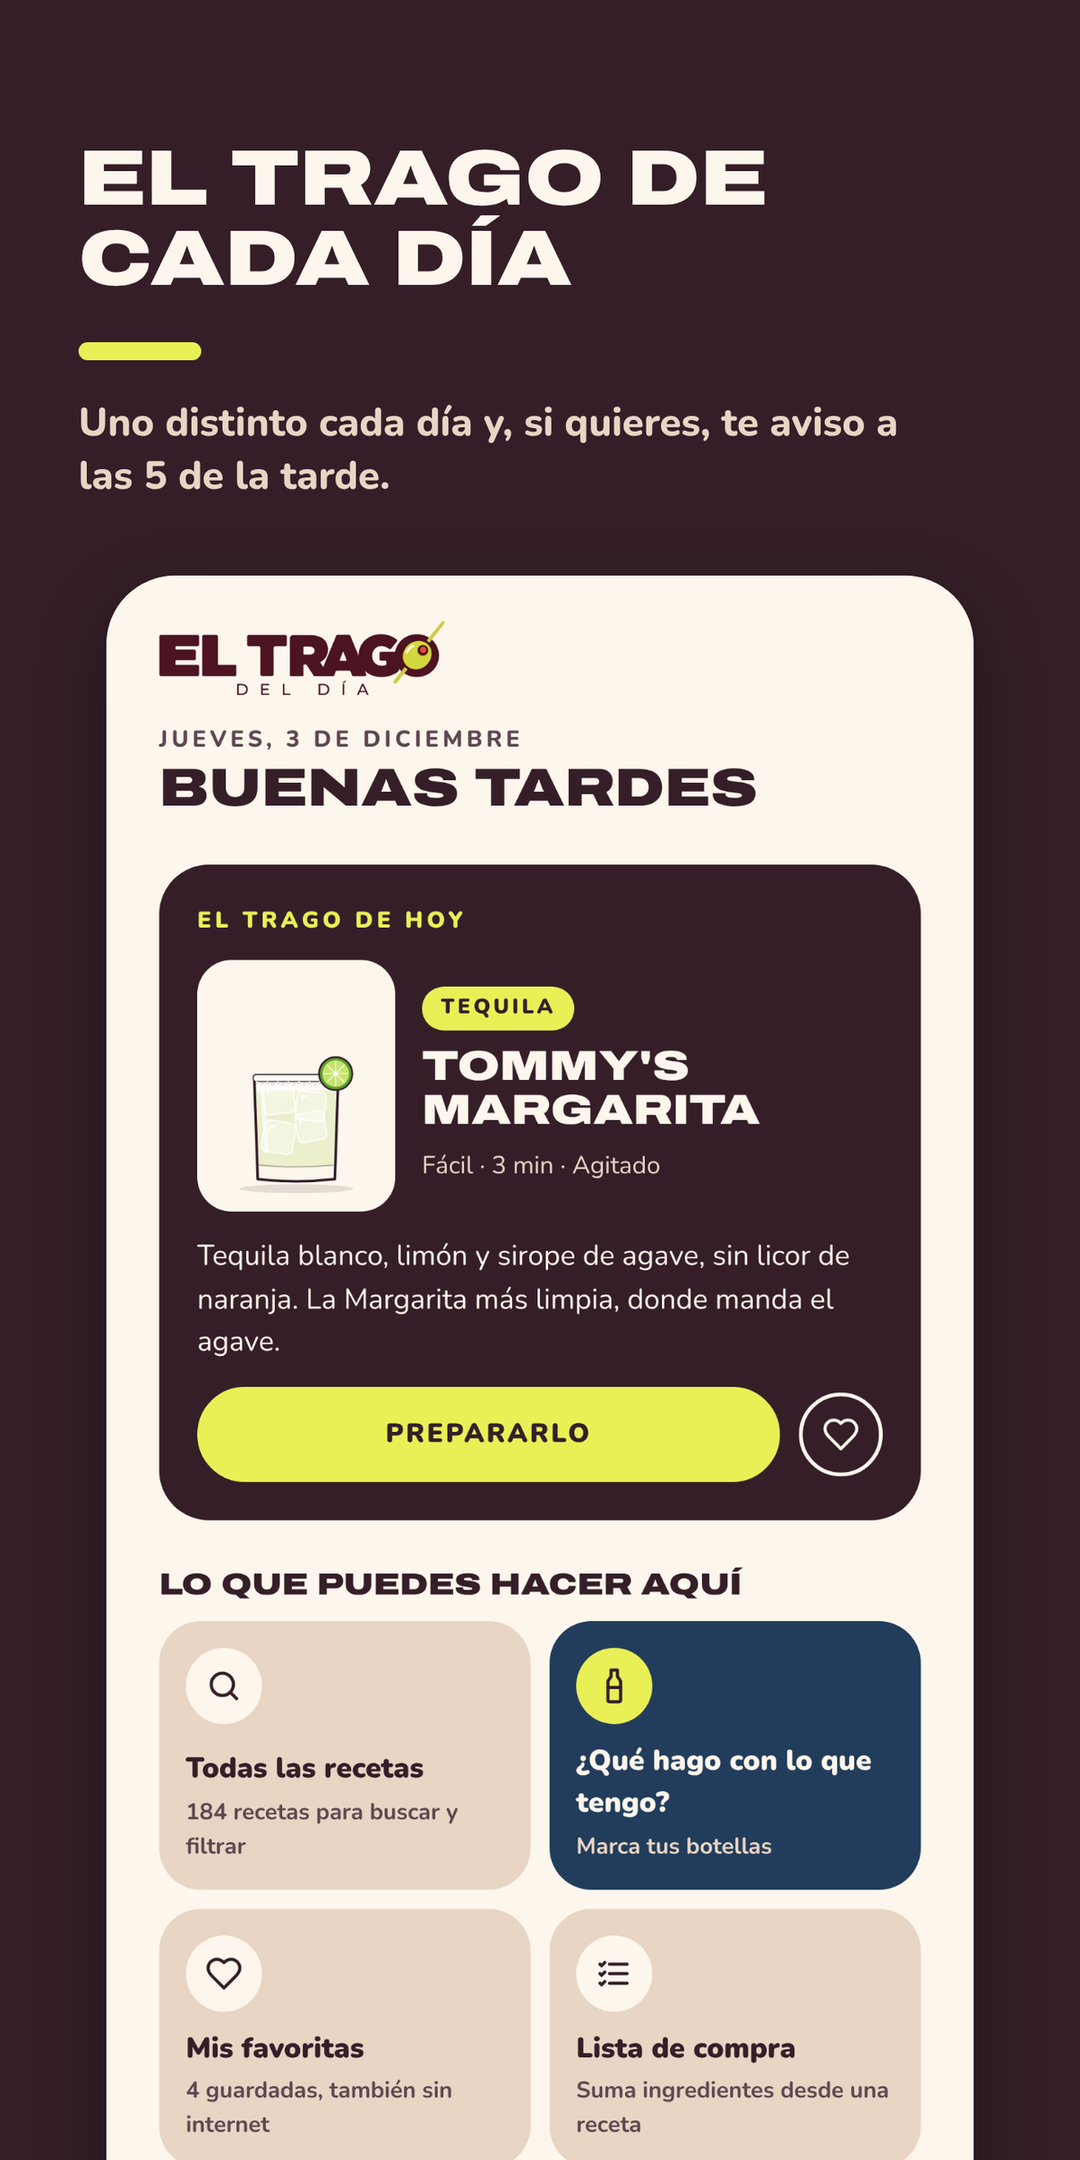 EL TRAGO DE
CADA DÍA
Uno distinto cada día y, si quieres, te aviso a
las 5 de la tarde.
EL TRAGO
DEL DÍA
JUEVES, 3 DE DICIEMBRE
BUENAS TARDES
EL TRAGO DE HOY
TEQUILA
TOMMY'S
MARGARITA
Fácil · 3 min · Agitado
Tequila blanco, limón y sirope de agave, sin licor de
naranja. La Margarita más limpia, donde manda el
agave.
PREPARARLO
LO QUE PUEDES HACER AQUÍ
Todas las recetas
184 recetas para buscar y
filtrar
¿Qué hago con lo que
tengo?
Marca tus botellas
Mis favoritas
4 guardadas, también sin
internet
Lista de compra
Suma ingredientes desde una
receta